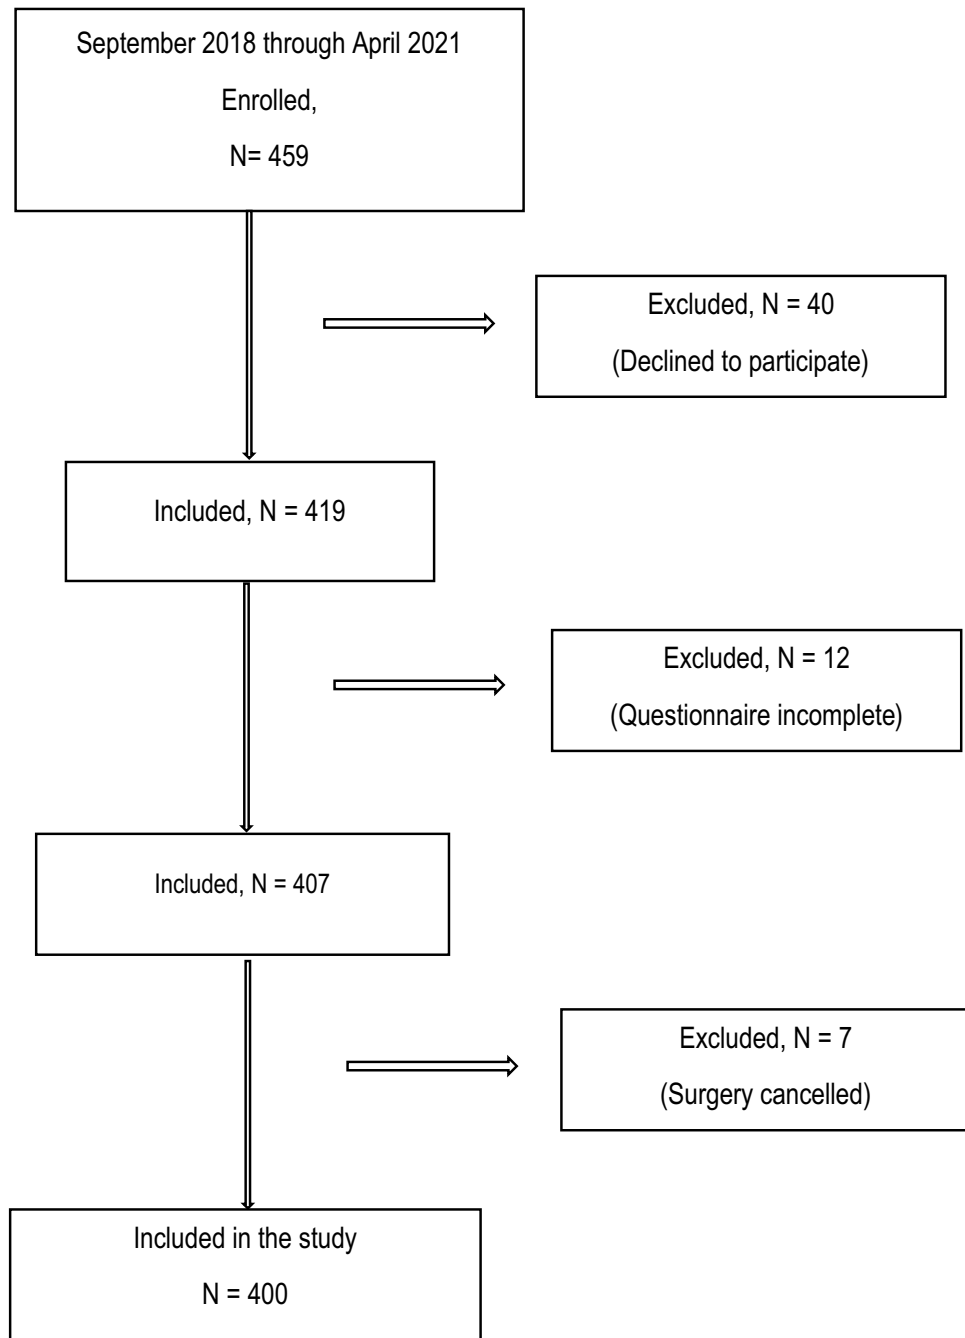 September 2018 through April 2021
Enrolled,
N= 459
Excluded, N = 40
(Declined to participate)
Included, N = 419
Excluded, N = 12
(Questionnaire incomplete)
Included, N = 407
Excluded, N = 7
(Surgery cancelled)
Included in the study
N = 400